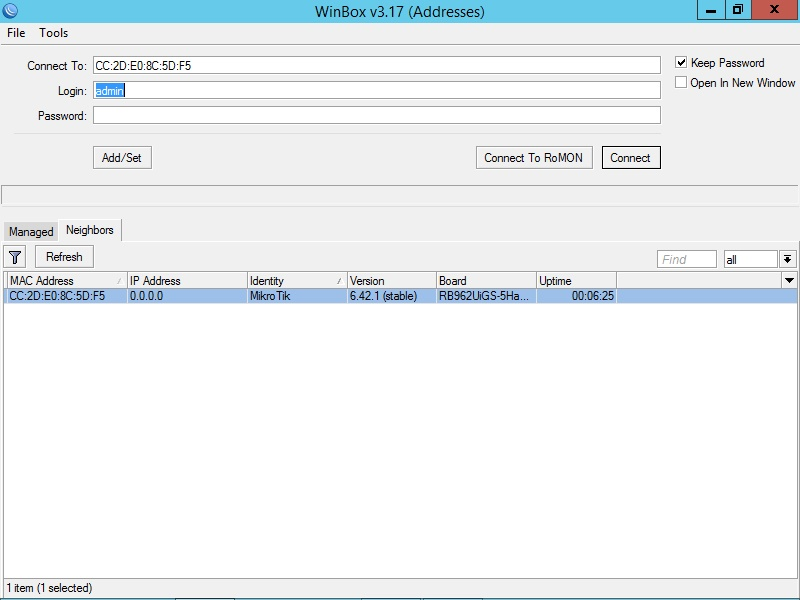 WinBox v3.17 (Addresses)
File Tools
Connect To: CC:2D:E0:8C:5D:F5
Keep Password
Login: admin
Open In New Window
Password:
Add/Set Connect To RoMON Connect
Managed Neighbors
Refresh Find all
MAC Address IP Address Identity Version Board Uptime
CC:2D:E0:8C:5D:F5 0.0.0.0 MikroTik 6.42.1 (stable) RB962UiGS-5Ha... 00:06:25
1 item (1 selected)